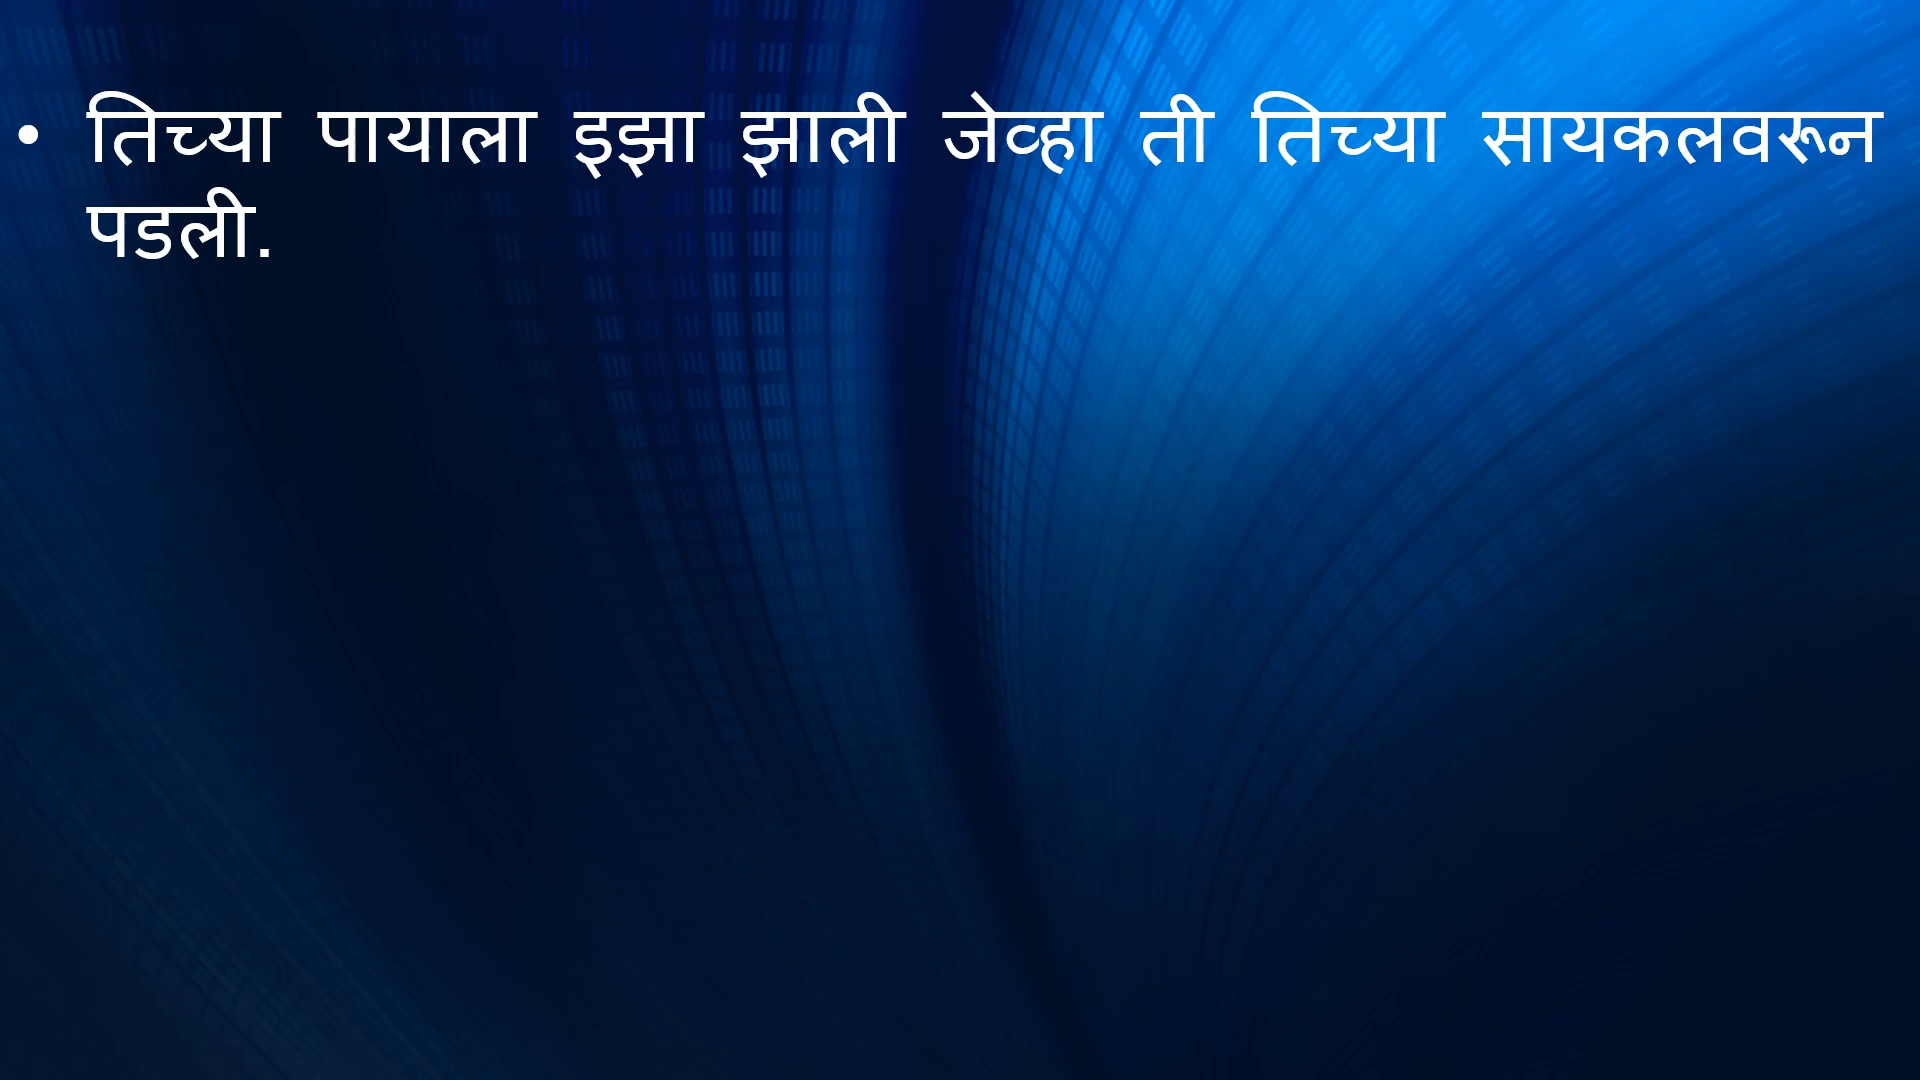 • तिच्या पायाला इझा झाली जेव्हा ती तिच्या सायकलवरून
पडली.